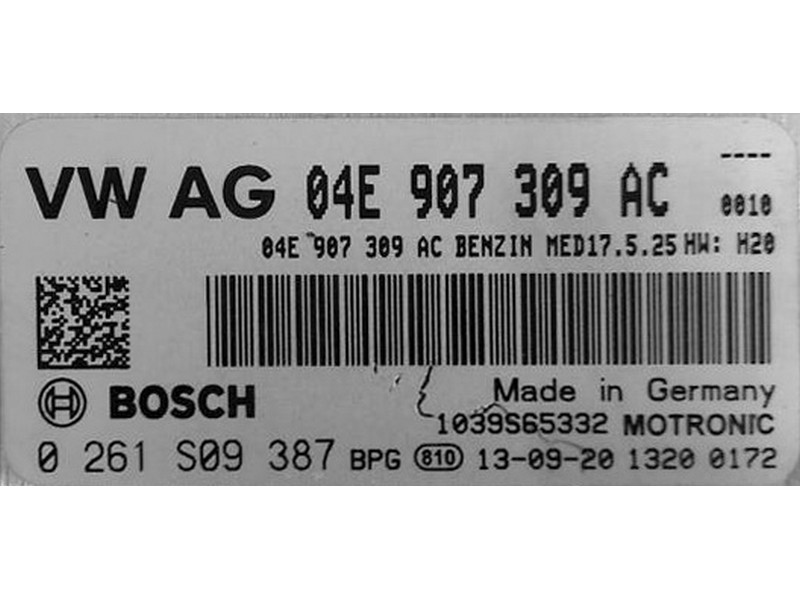 ----
VW AG 04E 907 309 AC 0010
04E 907 309 AC BENZIN MED17.5.25 HW: H20
BOSCH Made in Germany
1039S65332 MOTRONIC
0 261 S09 387 BPG 810 13-09-20 1320 0172